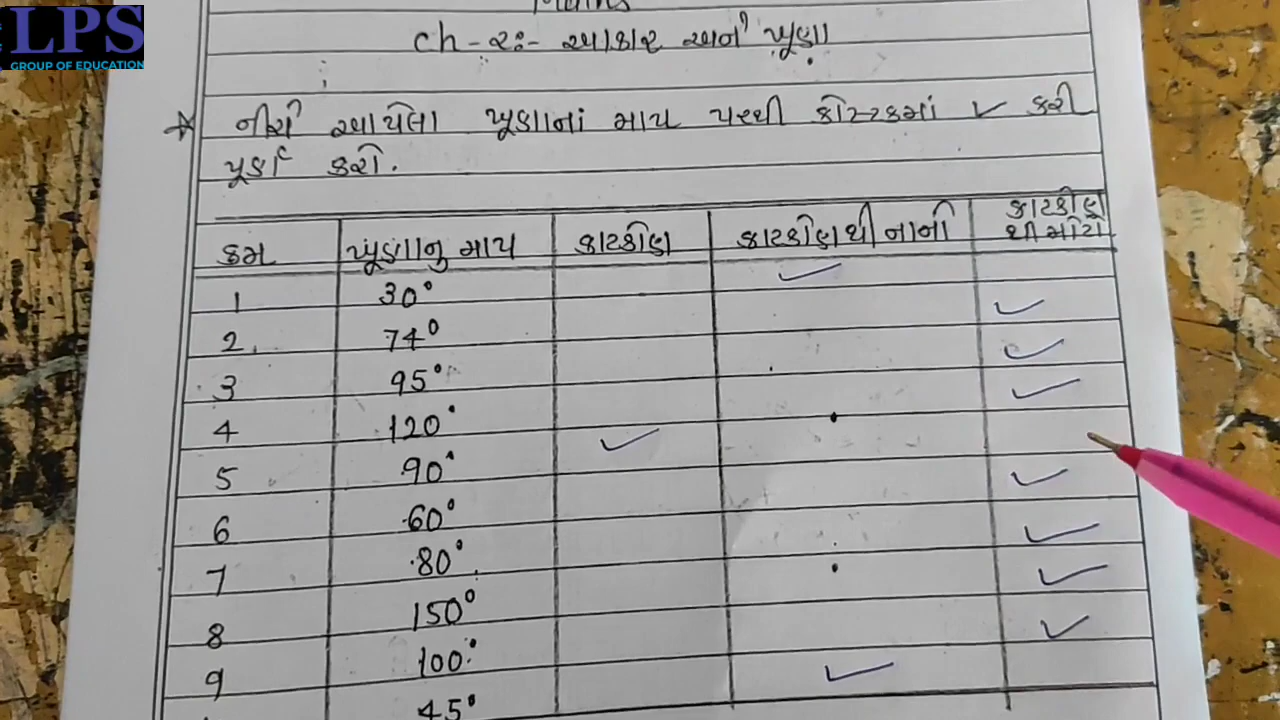 LPS
GROUP OF EDUCATION
Maths
Ch-૨:- આકાર અને ખૂણા
નીચે આપેલા ખૂણાનાં માપ પરથી કોષ્ટકમાં ✓ કરી
પૂર્ણ કરો.
ક્રમ ખૂણાનુ માપ કાટકોણ કાટકોણથી નાનો કાટકોણ
થી મોટો
1 30° ✓
2. 74° ✓
3 95° ✓
4 120° ✓
5 90° ✓
6 60° ✓
7 80° ✓
8 150° ✓
9 100° ✓
45° ✓